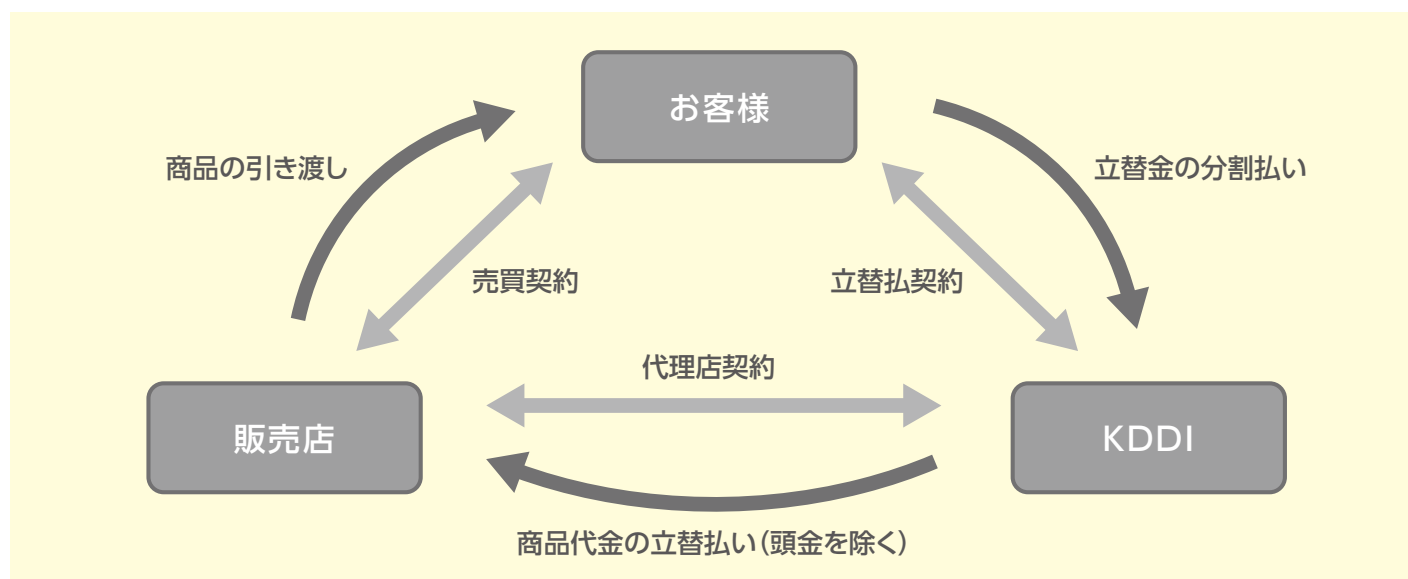 お客様
商品の引き渡し
立替金の分割払い
売買契約
立替払契約
代理店契約
販売店
KDDI
商品代金の立替払い(頭金を除く)